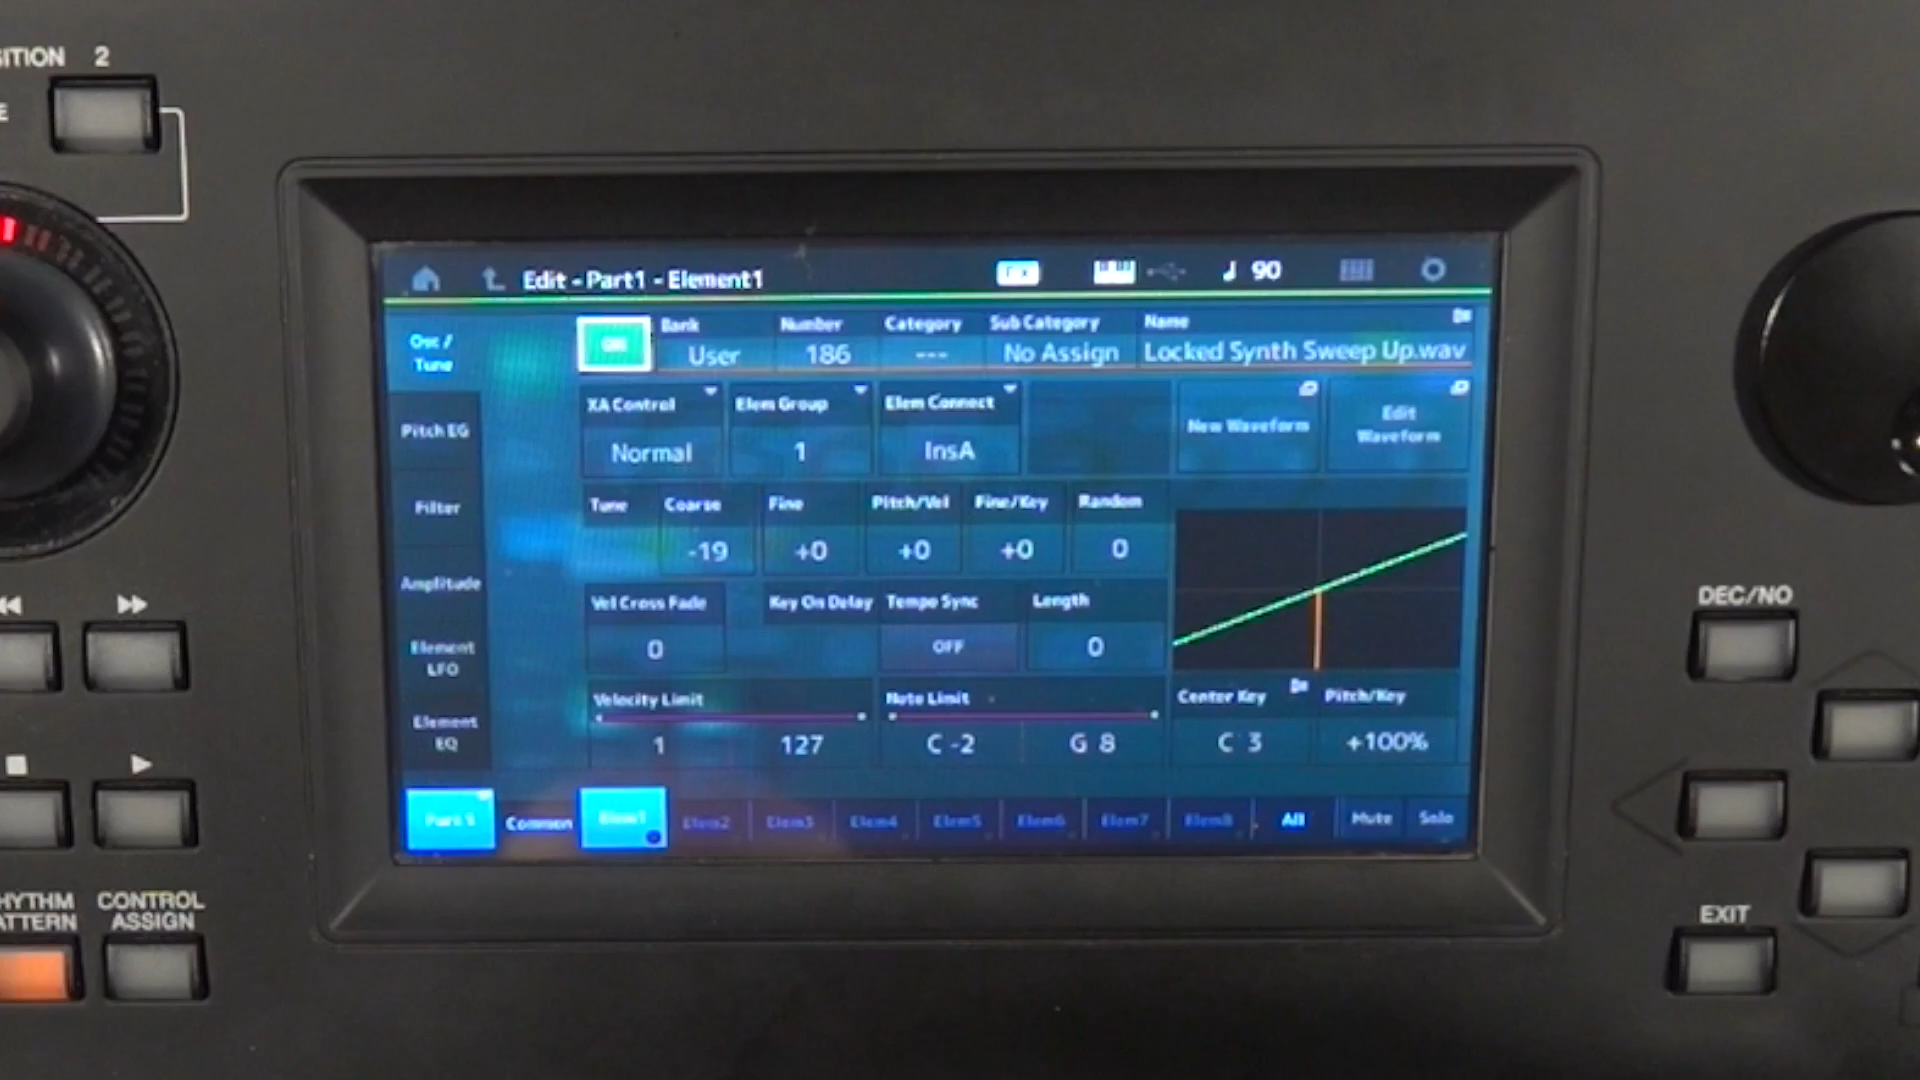 ITION 2
E
Edit - Part1 - Element1
90
Osc / Tune
ON
Bank Number Category Sub Category Name
User 186 --- No Assign Locked Synth Sweep Up.wav
XA Control Elem Group Elem Connect
Normal 1 InsA
New Waveform
Edit Waveform
Pitch EG
Filter
Amplitude
Element LFO
Element EQ
Tune Coarse Fine Pitch/Vel Fine/Key Random
-19 +0 +0 +0 0
Vel Cross Fade Key On Delay Tempo Sync Length
0 OFF 0
Velocity Limit Note Limit Center Key Pitch/Key
1 127 C -2 G 8 C 3 +100%
Part 1 Common Elem1 Elem2 Elem3 Elem4 Elem5 Elem6 Elem7 Elem8 All Mute Solo
HYTHM
ATTERN
CONTROL
ASSIGN
DEC/NO
EXIT